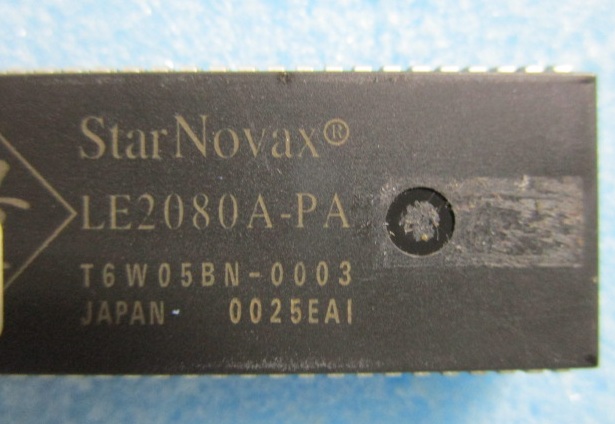 StarNovax®
LE2080A-PA
T6W05BN-0003
JAPAN 0025EAI